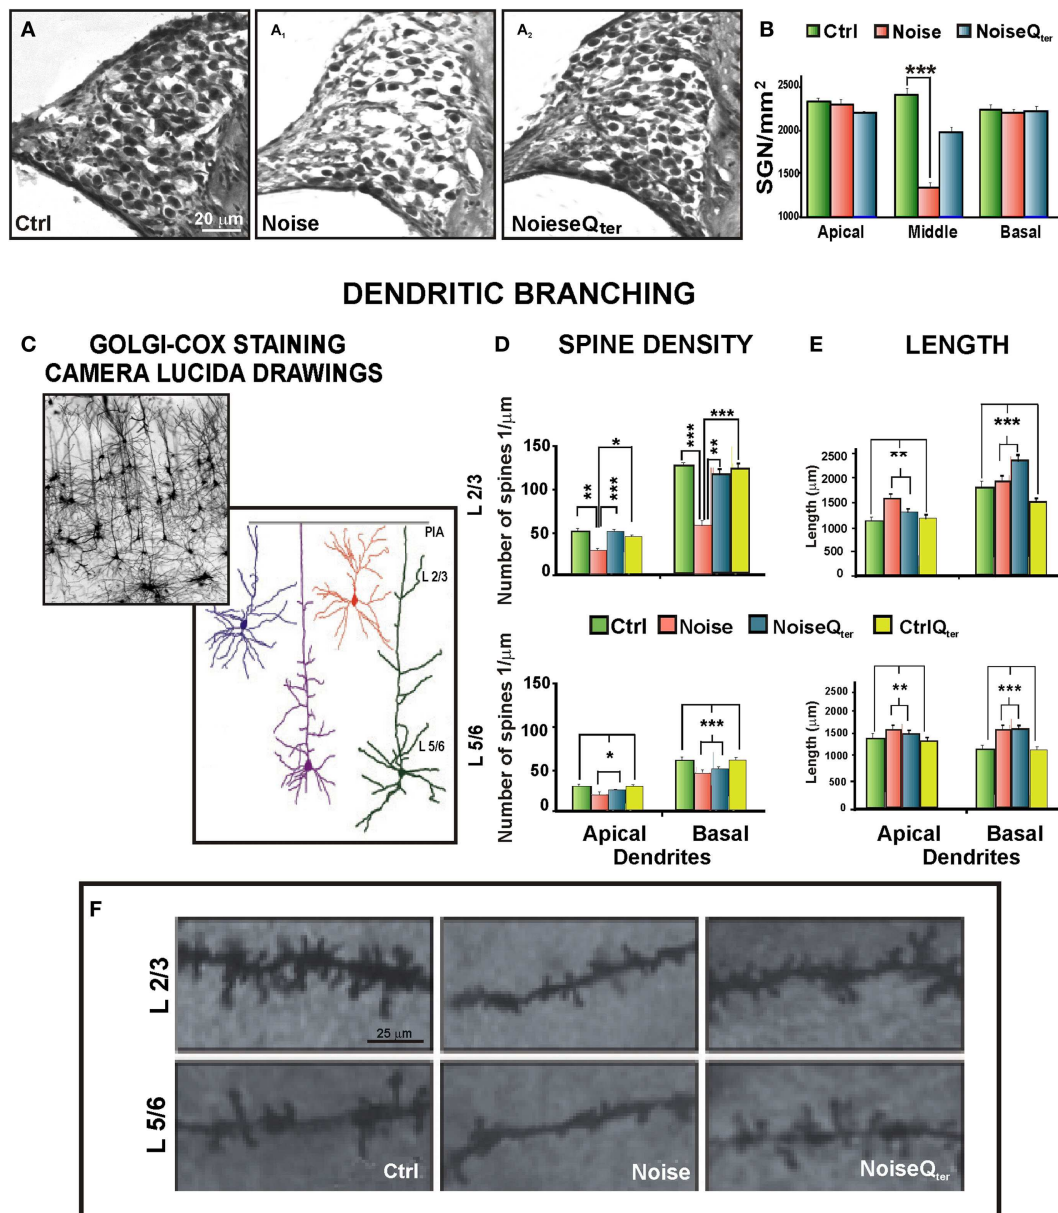 A
Ctrl
20 μm
A1
Noise
A2
NoieseQter
B
Ctrl
Noise
NoiseQter
SGN/mm²
2500
2000
1500
1000
***
Apical
Middle
Basal
DENDRITIC BRANCHING
C
GOLGI-COX STAINING
CAMERA LUCIDA DRAWINGS
PIA
L 2/3
L 5/6
D
SPINE DENSITY
L 2/3
Number of spines 1/μm
150
100
50
0
**
***
*
***
**
***
E
LENGTH
Length (μm)
2500
2000
1500
1000
500
0
**
***
Ctrl
Noise
NoiseQter
CtrlQter
L 5/6
Number of spines 1/μm
150
100
50
0
*
***
Apical
Basal
Dendrites
Length (μm)
2500
2000
1500
1000
500
0
**
***
Apical
Basal
Dendrites
F
L 2/3
25 μm
L 5/6
Ctrl
Noise
NoiseQter